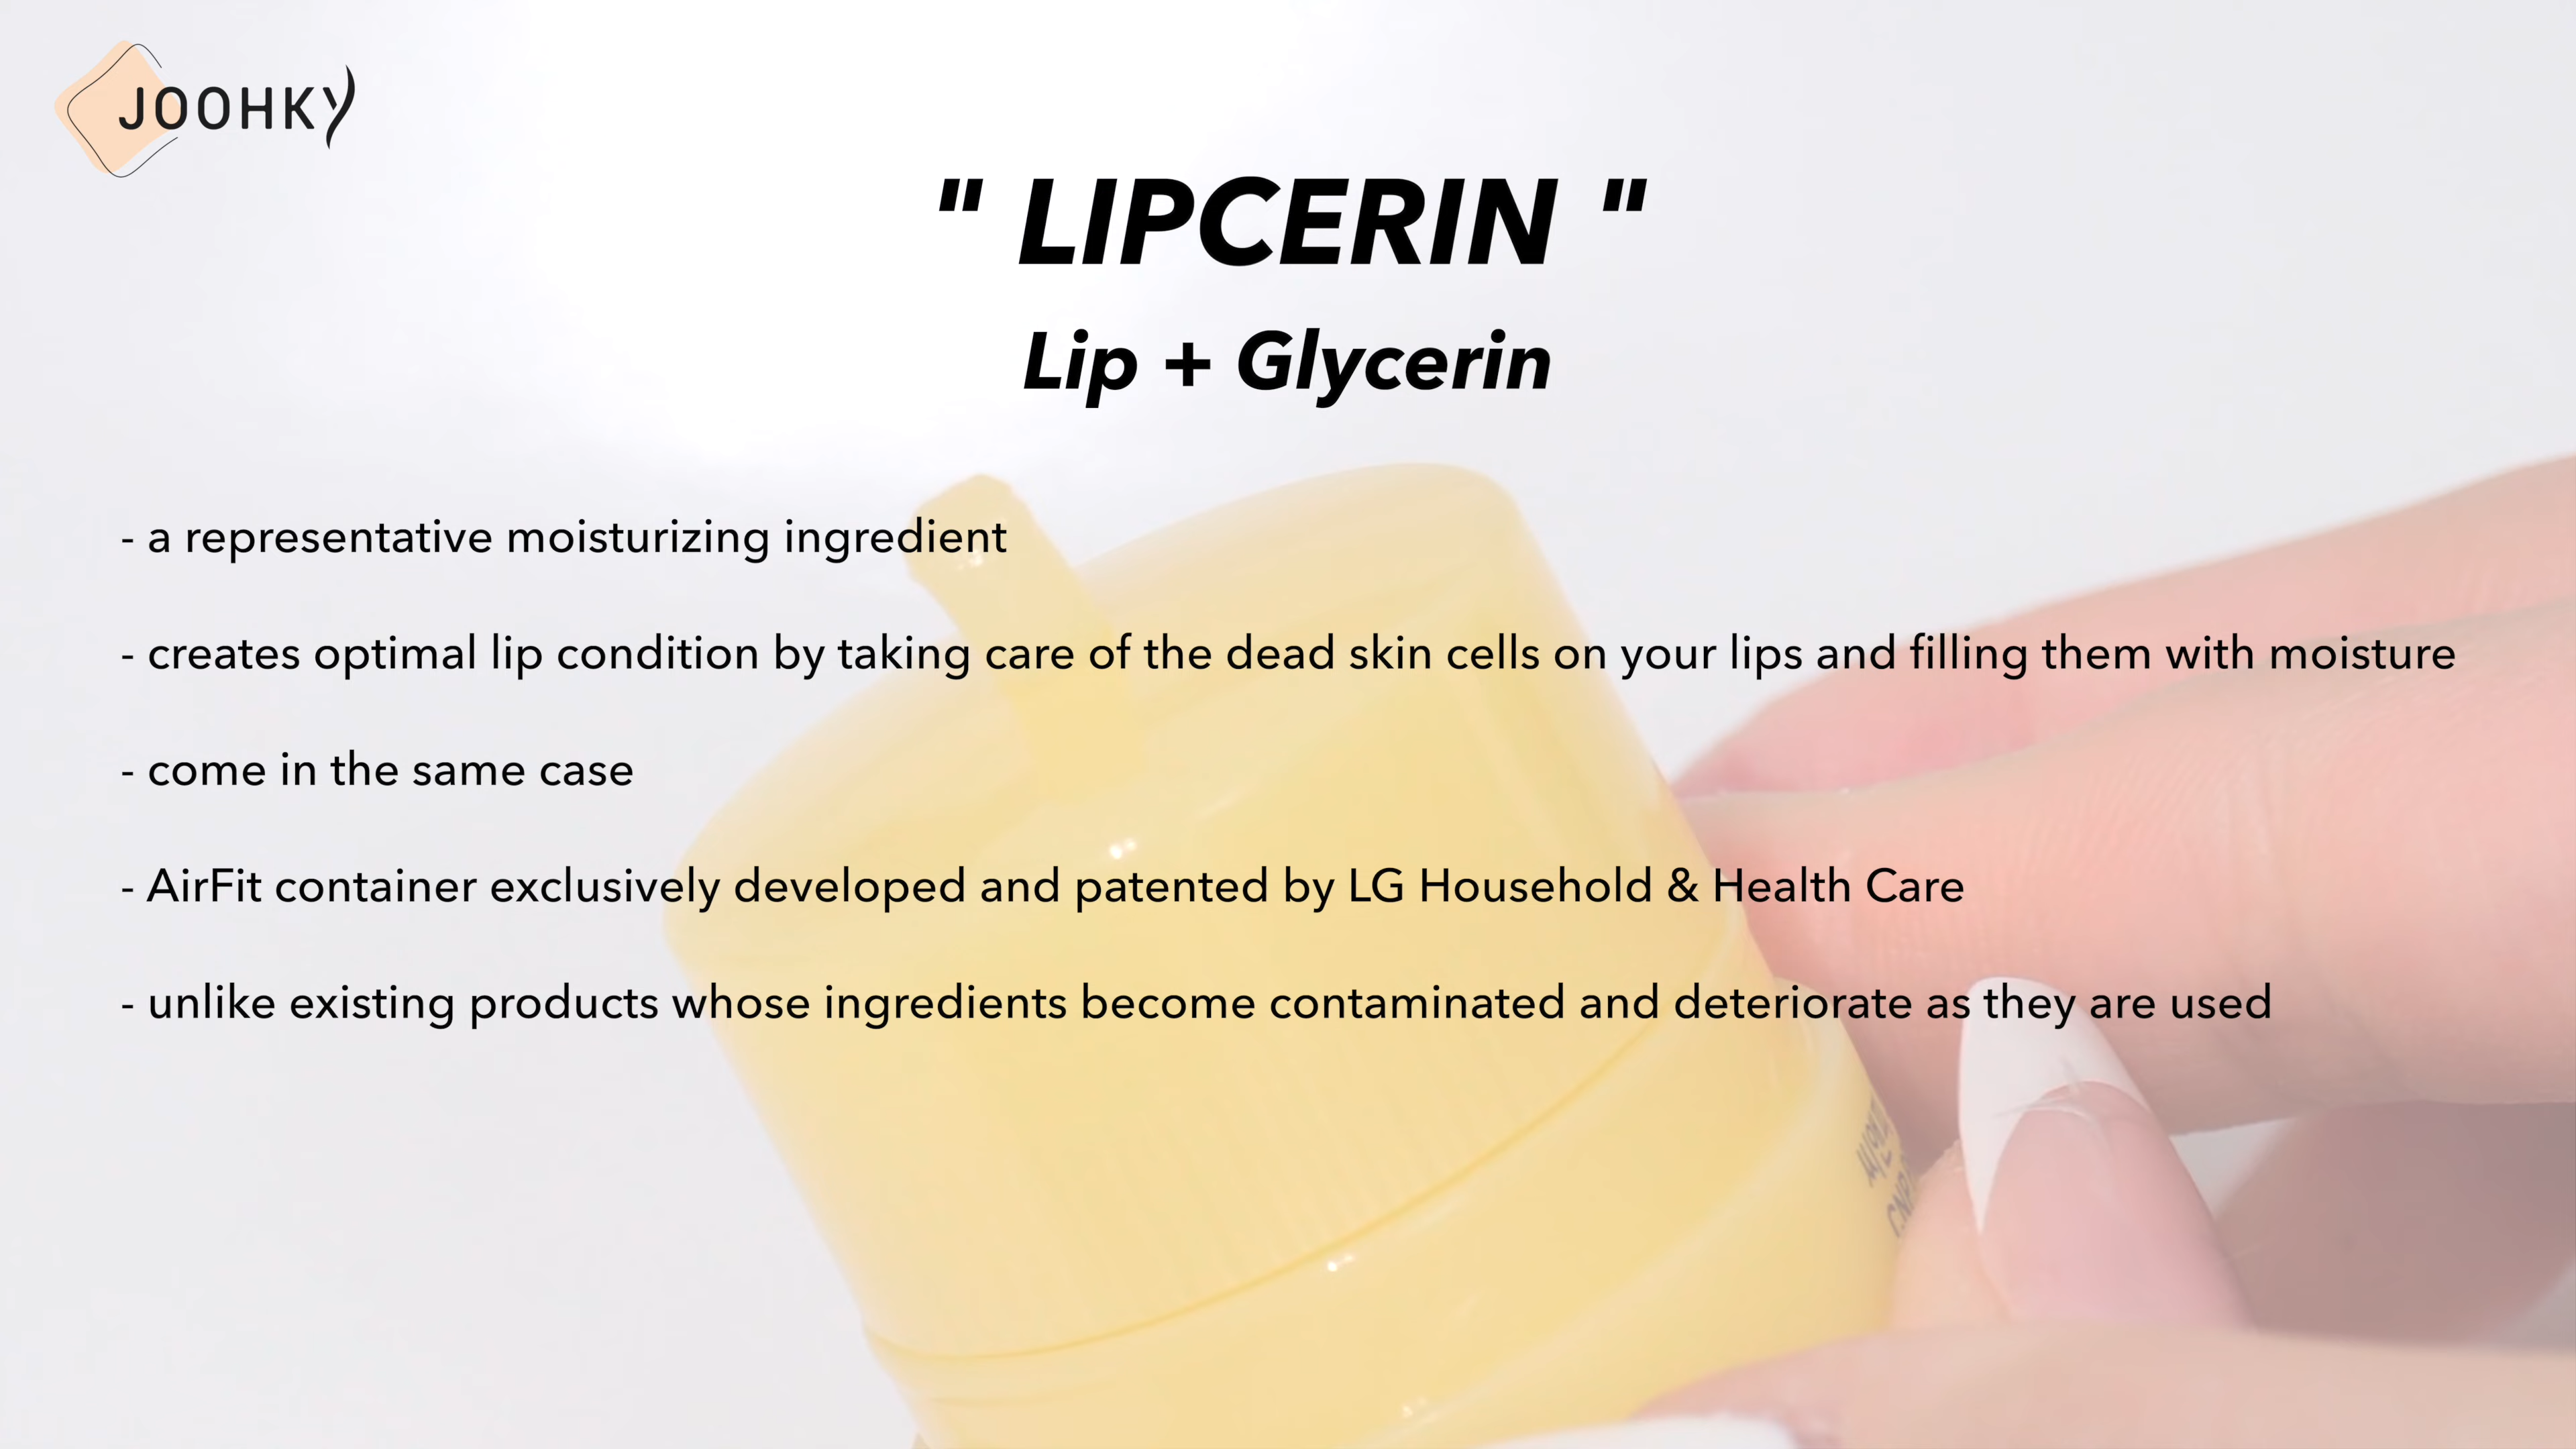 JOOHKY
" LIPCERIN "
Lip + Glycerin
- a representative moisturizing ingredient
- creates optimal lip condition by taking care of the dead skin cells on your lips and filling them with moisture
- come in the same case
- AirFit container exclusively developed and patented by LG Household & Health Care
- unlike existing products whose ingredients become contaminated and deteriorate as they are used